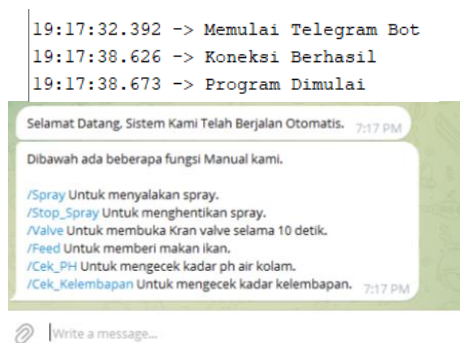 19:17:32.392 -> Memulai Telegram Bot
19:17:38.626 -> Koneksi Berhasil
19:17:38.673 -> Program Dimulai
Selamat Datang, Sistem Kami Telah Berjalan Otomatis. 7:17 PM
Dibawah ada beberapa fungsi Manual kami.
/Spray Untuk menyalakan spray.
/Stop_Spray Untuk menghentikan spray.
/Valve Untuk membuka Kran valve selama 10 detik.
/Feed Untuk memberi makan ikan.
/Cek_PH Untuk mengecek kadar ph air kolam.
/Cek_Kelembapan Untuk mengecek kadar kelembapan. 7:17 PM
Write a message...